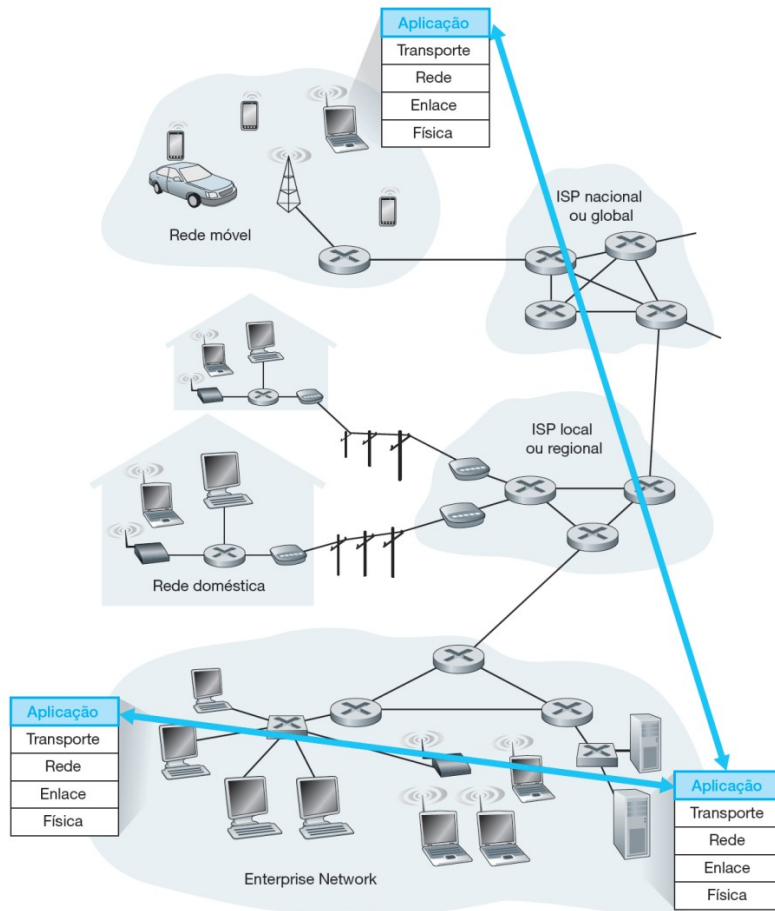 Aplicação
Transporte
Rede
Enlace
Física
Rede móvel
ISP nacional
ou global
ISP local
ou regional
Rede doméstica
Aplicação
Transporte
Rede
Enlace
Física
Aplicação
Transporte
Rede
Enlace
Física
Enterprise Network